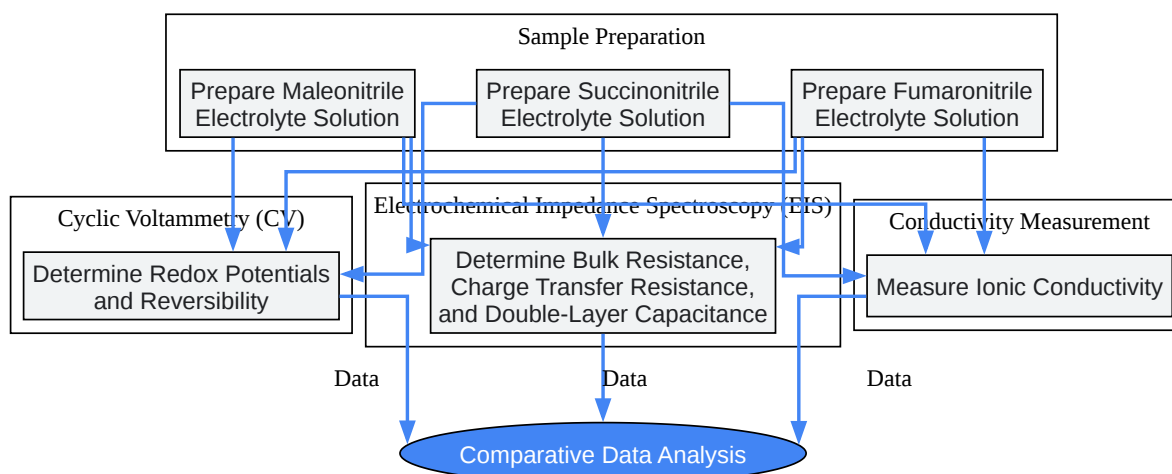 Sample Preparation
Prepare Maleonitrile
Electrolyte Solution
Prepare Succinonitrile
Electrolyte Solution
Prepare Fumaronitrile
Electrolyte Solution
Cyclic Voltammetry (CV)
Determine Redox Potentials
and Reversibility
Electrochemical Impedance Spectroscopy (EIS)
Determine Bulk Resistance,
Charge Transfer Resistance,
and Double-Layer Capacitance
Conductivity Measurement
Measure Ionic Conductivity
Data
Data
Data
Comparative Data Analysis